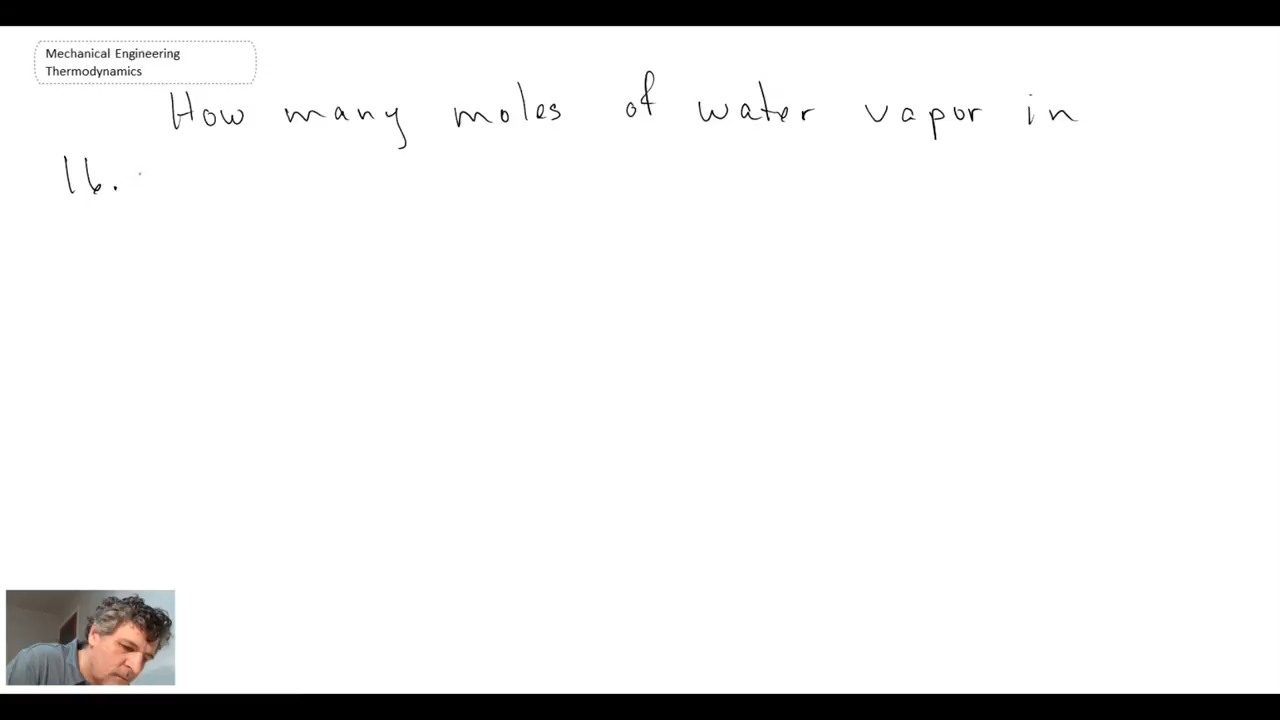 Mechanical Engineering
Thermodynamics
How many moles of water vapor in
16.